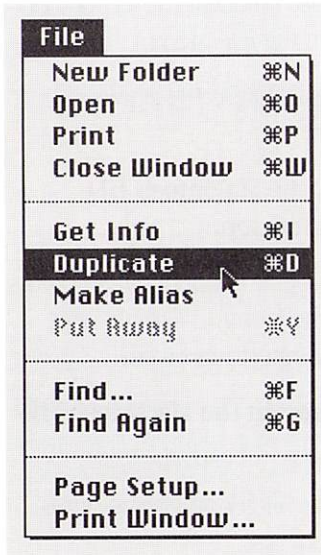 File
New Folder ⌘N
Open ⌘O
Print ⌘P
Close Window ⌘W
Get Info ⌘I
Duplicate ⌘D
Make Alias
Put Away ⌘Y
Find... ⌘F
Find Again ⌘G
Page Setup...
Print Window...